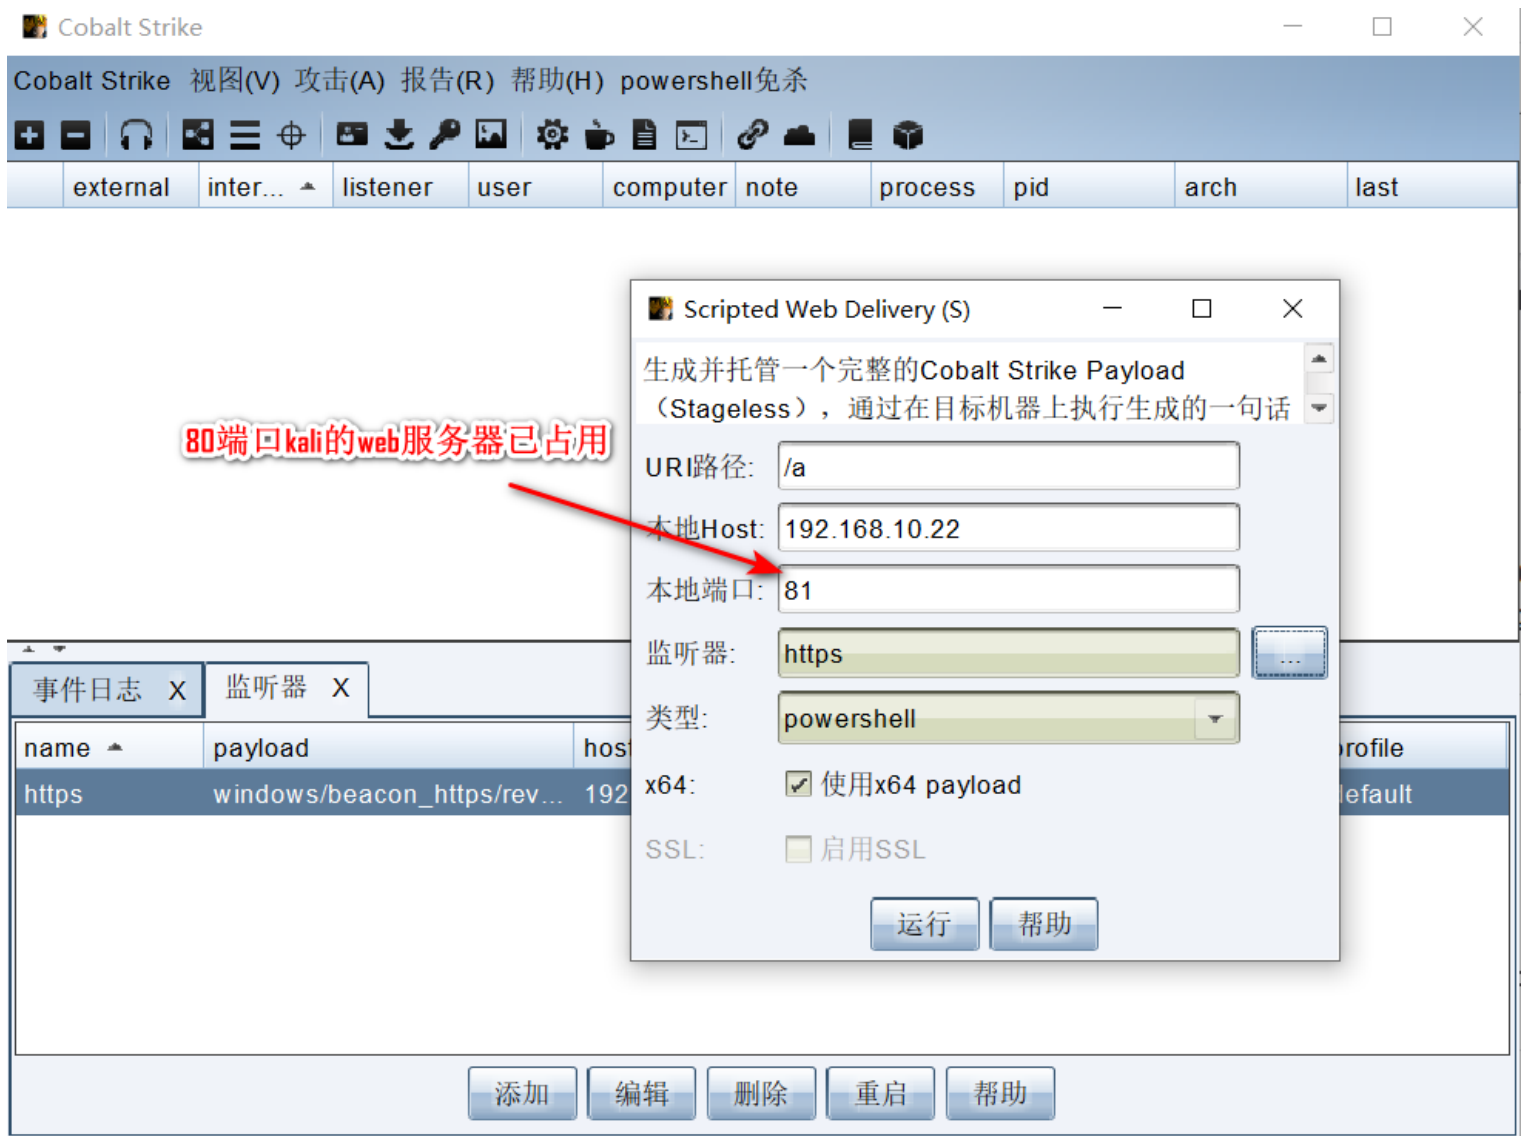 Cobalt Strike
Cobalt Strike 视图(V) 攻击(A) 报告(R) 帮助(H) powershell免杀
external inter... listener user computer note process pid arch last
Scripted Web Delivery (S)
生成并托管一个完整的Cobalt Strike Payload
（Stageless），通过在目标机器上执行生成的一句话
80端口kali的web服务器已占用
URI路径: /a
本地Host: 192.168.10.22
本地端口: 81
监听器: https ...
类型: powershell
x64: 使用x64 payload
SSL: 启用SSL
运行 帮助
事件日志 X 监听器 X
name payload host profile
https windows/beacon_https/rev... 192 default
添加 编辑 删除 重启 帮助